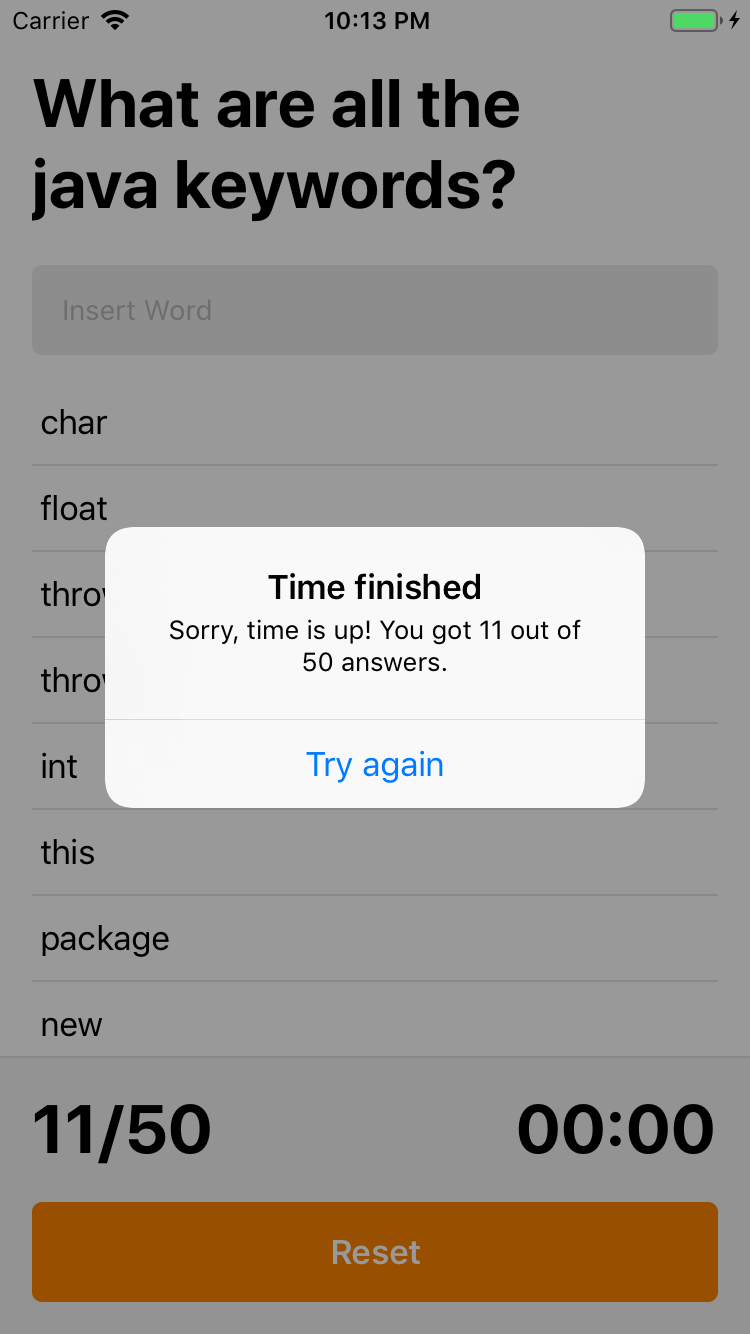 Carrier
10:13 PM
What are all the
java keywords?
Insert Word
char
float
Time finished
Sorry, time is up! You got 11 out of
50 answers.
Try again
int
this
package
new
11/50
00:00
Reset